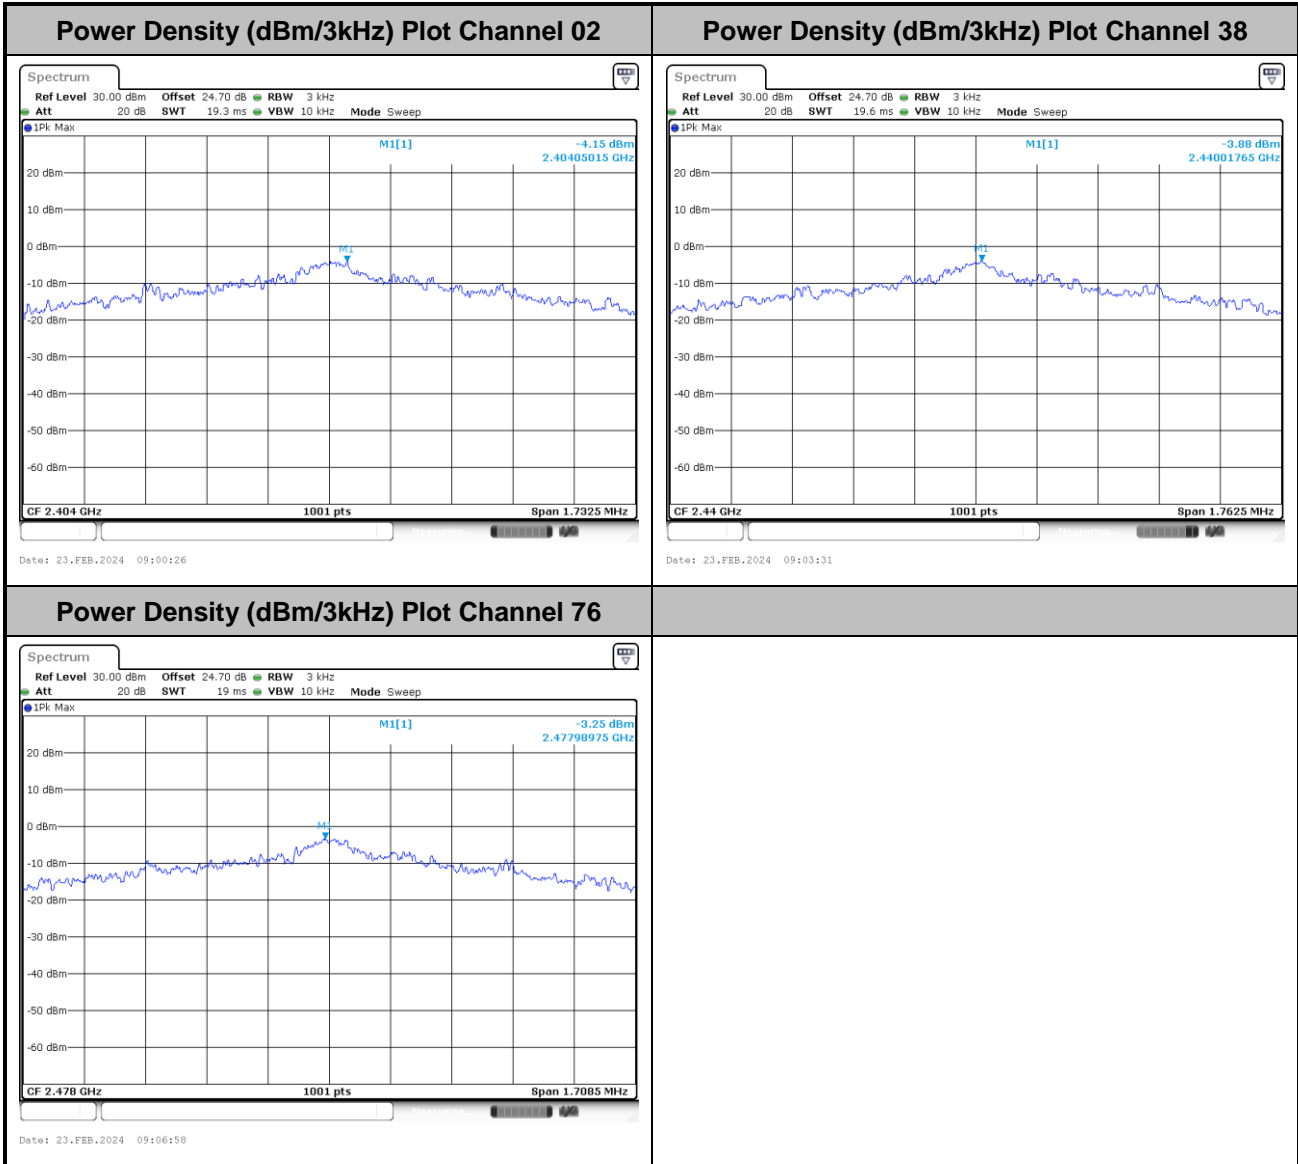 Power Density (dBm/3kHz) Plot Channel 02
Spectrum
Ref Level 30.00 dBm Offset 24.70 dB RBW 3 kHz
Att 20 dB SWT 19.3 ms VBW 10 kHz Mode Sweep
1Pk Max
M1[1] -4.15 dBm
2.40405015 GHz
20 dBm
10 dBm
0 dBm
M1
-10 dBm
-20 dBm
-30 dBm
-40 dBm
-50 dBm
-60 dBm
CF 2.404 GHz 1001 pts Span 1.7325 MHz
Date: 23.FEB.2024 09:00:26
Power Density (dBm/3kHz) Plot Channel 38
Spectrum
Ref Level 30.00 dBm Offset 24.70 dB RBW 3 kHz
Att 20 dB SWT 19.6 ms VBW 10 kHz Mode Sweep
1Pk Max
M1[1] -3.88 dBm
2.44001765 GHz
20 dBm
10 dBm
0 dBm
M1
-10 dBm
-20 dBm
-30 dBm
-40 dBm
-50 dBm
-60 dBm
CF 2.44 GHz 1001 pts Span 1.7625 MHz
Date: 23.FEB.2024 09:03:31
Power Density (dBm/3kHz) Plot Channel 76
Spectrum
Ref Level 30.00 dBm Offset 24.70 dB RBW 3 kHz
Att 20 dB SWT 19 ms VBW 10 kHz Mode Sweep
1Pk Max
M1[1] -3.25 dBm
2.47798975 GHz
20 dBm
10 dBm
0 dBm
M1
-10 dBm
-20 dBm
-30 dBm
-40 dBm
-50 dBm
-60 dBm
CF 2.478 GHz 1001 pts Span 1.7085 MHz
Date: 23.FEB.2024 09:06:58